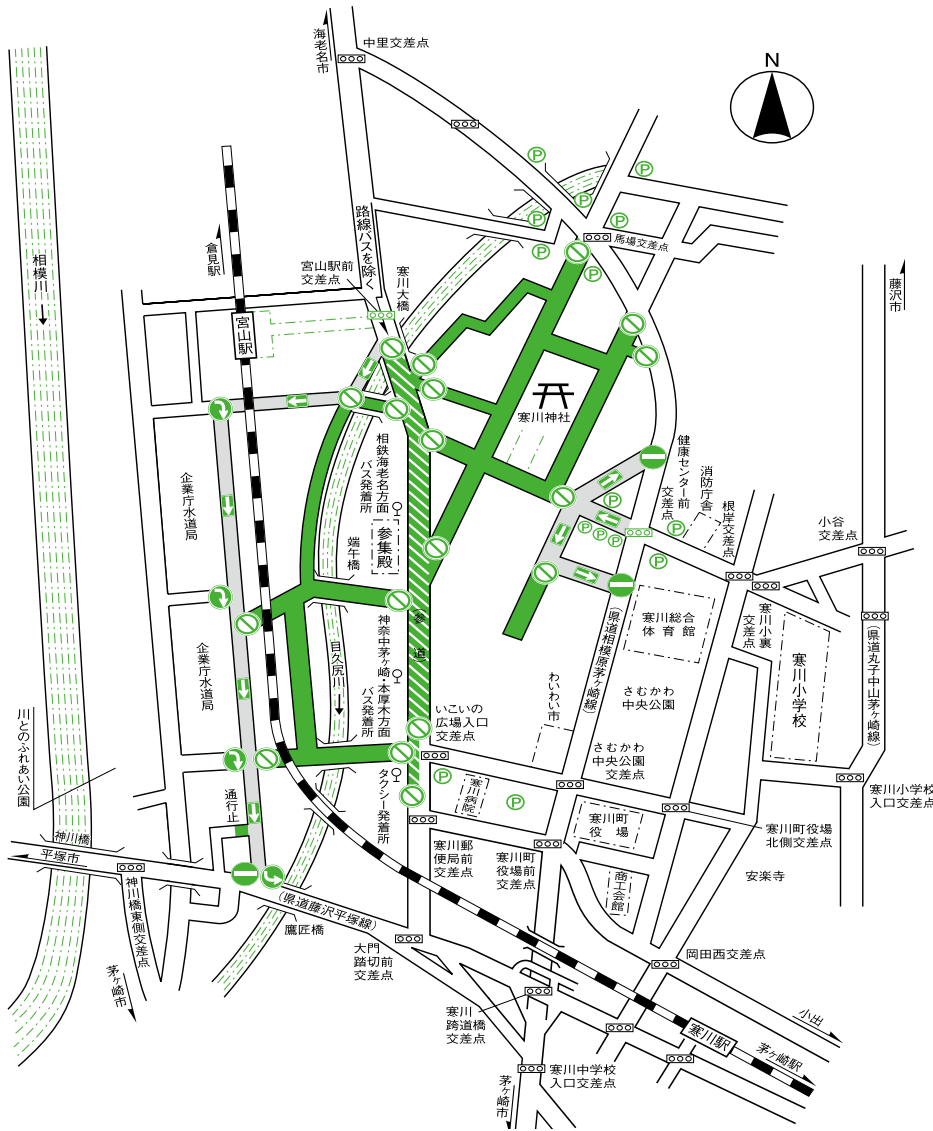 海老名市
中里交差点
N
P
P
P
P
P
P
P
馬場交差点
路線バスを除く
倉見駅
宮山駅前
交差点
寒川大橋
相模川
藤沢市
宮山駅
寒川神社
相鉄海老名方面
バス発着所
企業庁水道局
健康センター前
交差点
消防庁舎
根岸交差点
小谷
交差点
P
P
P
P
P
P
参集殿
端午橋
参道
寒川総合
体育館
寒川小裏
交差点
寒川小学校
(県道丸子中山茅ヶ崎線)
(県道相模原茅ヶ崎線)
目久尻川
神奈中茅ヶ崎・本厚木方面
バス発着所
企業庁水道局
わいわい市
さむかわ
中央公園
いこいの
広場入口
交差点
さむかわ
中央公園
交差点
川とのふれあい公園
通行止
タクシー発着所
P
寒川病院
P
寒川小学校
入口交差点
寒川町
役場
寒川町役場
北側交差点
神川橋
平塚市
寒川郵
便局前
交差点
寒川町
役場前
交差点
安楽寺
商工会館
神川橋東側交差点
(県道藤沢平塚線)
鷹匠橋
大門
踏切前
交差点
岡田西交差点
茅ヶ崎市
寒川
跨道橋
交差点
小出
寒川駅
茅ヶ崎駅
寒川中学校
入口交差点
茅ヶ崎市